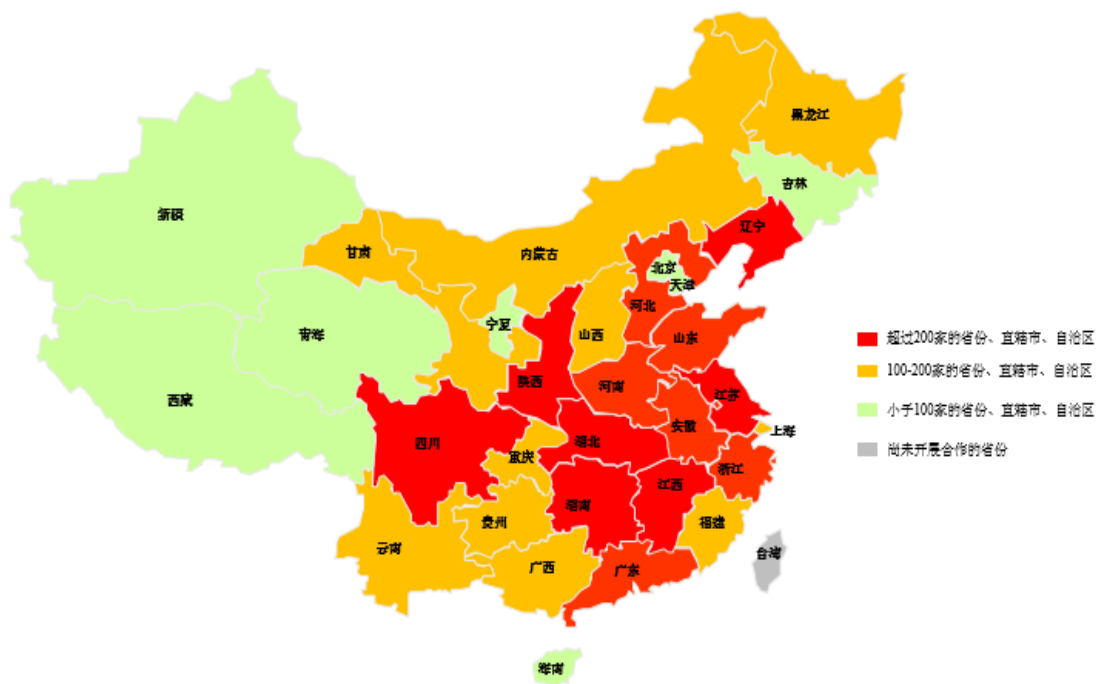 黑龙江
吉林
新疆
辽宁
甘肃
内蒙古
北京
天津
河北
宁夏
山西
山东
青海
陕西
河南
江苏
西藏
安徽
上海
四川
湖北
重庆
浙江
江西
湖南
贵州
福建
云南
广西
广东
台湾
海南
超过200家的省份、直辖市、自治区
100-200家的省份、直辖市、自治区
小于100家的省份、直辖市、自治区
尚未开展合作的省份